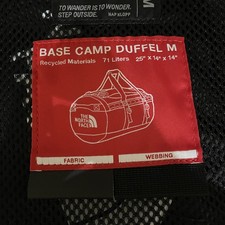 TO WANDER IS TO WONDER.
STEP OUTSIDE.
M
BASE CAMP DUFFEL M
Recycled Materials 71 Liters 25" x 14" x 14"
THE
NORTH
FACE
FABRIC
WEBBING